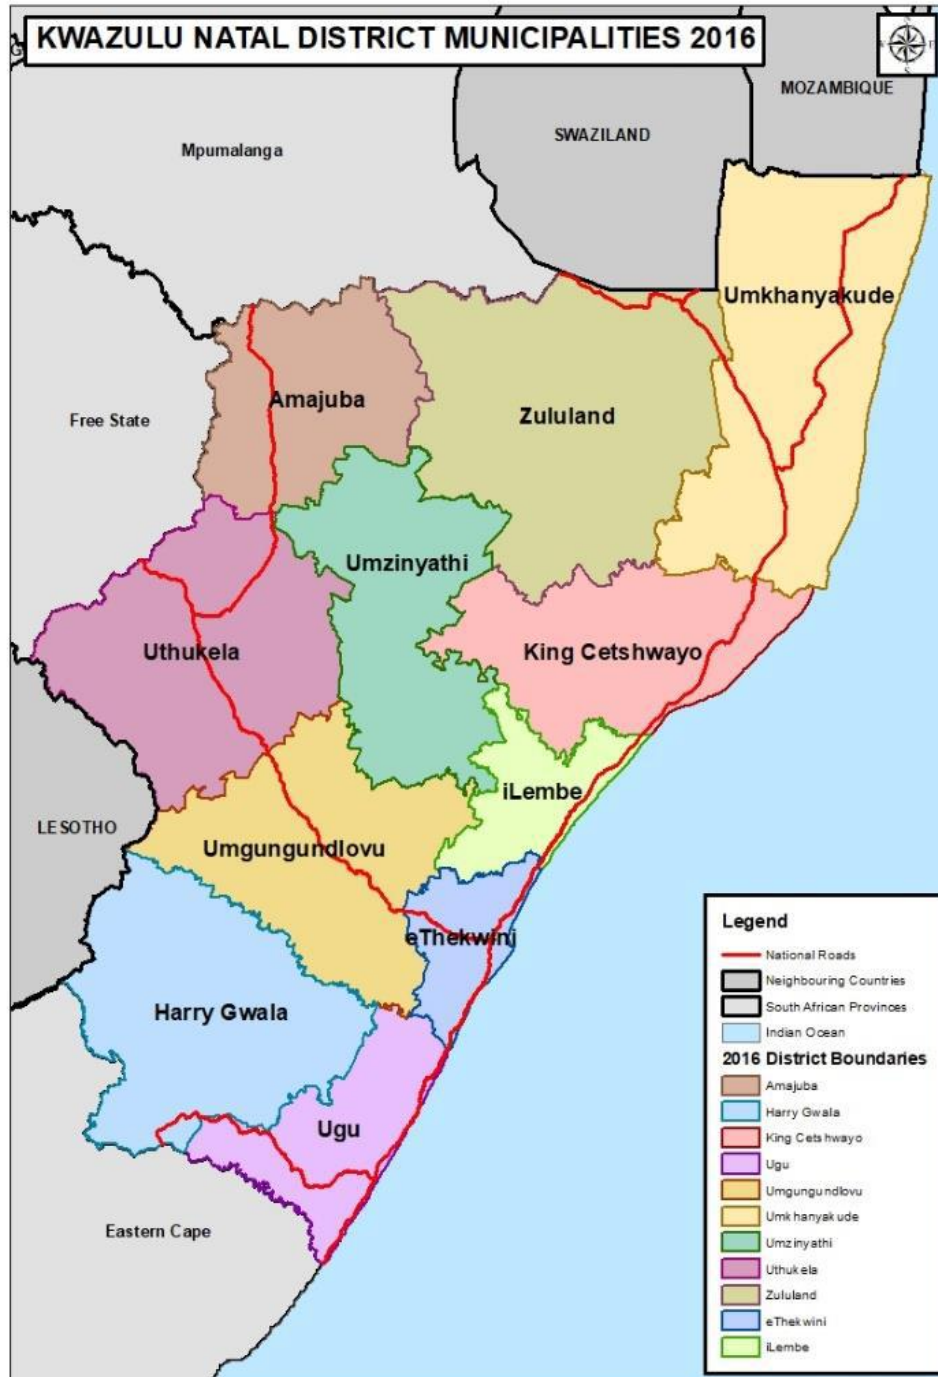 KWAZULU NATAL DISTRICT MUNICIPALITIES 2016
MOZAMBIQUE
SWAZILAND
Mpumalanga
Umkhanyakude
Amajuba
Zululand
Free State
Umzinyathi
Uthukela
King Cetshwayo
iLembe
LESOTHO
Umgungundlovu
eThekwini
Harry Gwala
Ugu
Eastern Cape
Legend
National Roads
Neighbouring Countries
South African Provinces
Indian Ocean
2016 District Boundaries
Amajuba
Harry Gwala
King Cetshwayo
Ugu
Umgungundlovu
Umkhanyakude
Umzinyathi
Uthukela
Zululand
eThekwini
iLembe